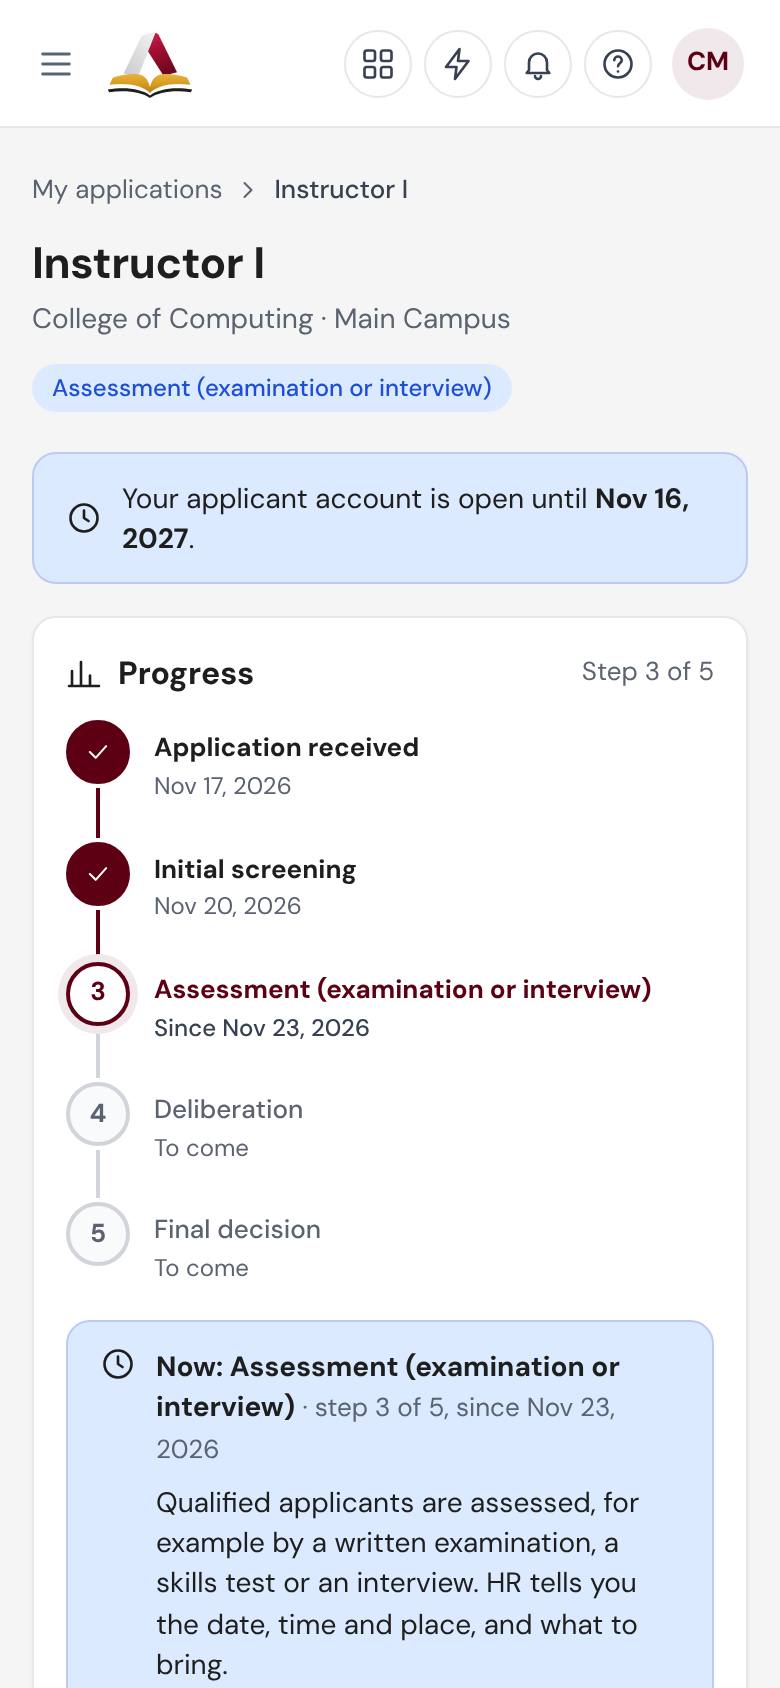 CM
My applications > Instructor I
Instructor I
College of Computing · Main Campus
Assessment (examination or interview)
Your applicant account is open until Nov 16,
2027.
Progress
Step 3 of 5
Application received
Nov 17, 2026
Initial screening
Nov 20, 2026
3
Assessment (examination or interview)
Since Nov 23, 2026
4
Deliberation
To come
5
Final decision
To come
Now: Assessment (examination or
interview) · step 3 of 5, since Nov 23,
2026
Qualified applicants are assessed, for
example by a written examination, a
skills test or an interview. HR tells you
the date, time and place, and what to
bring.